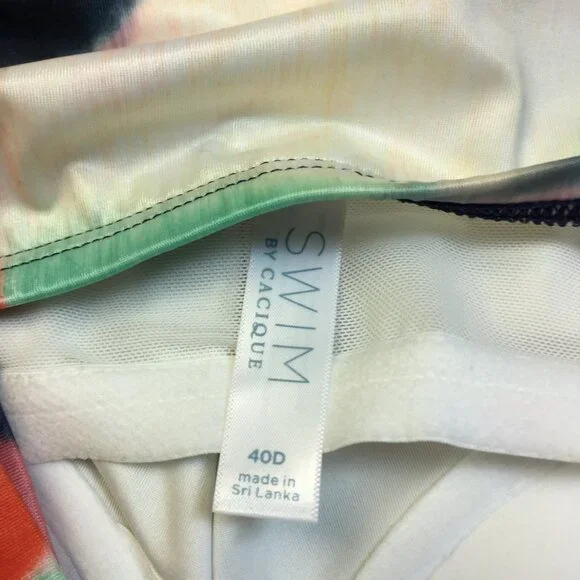 SWIM
BY CACIQUE
40D
made in
Sri Lanka